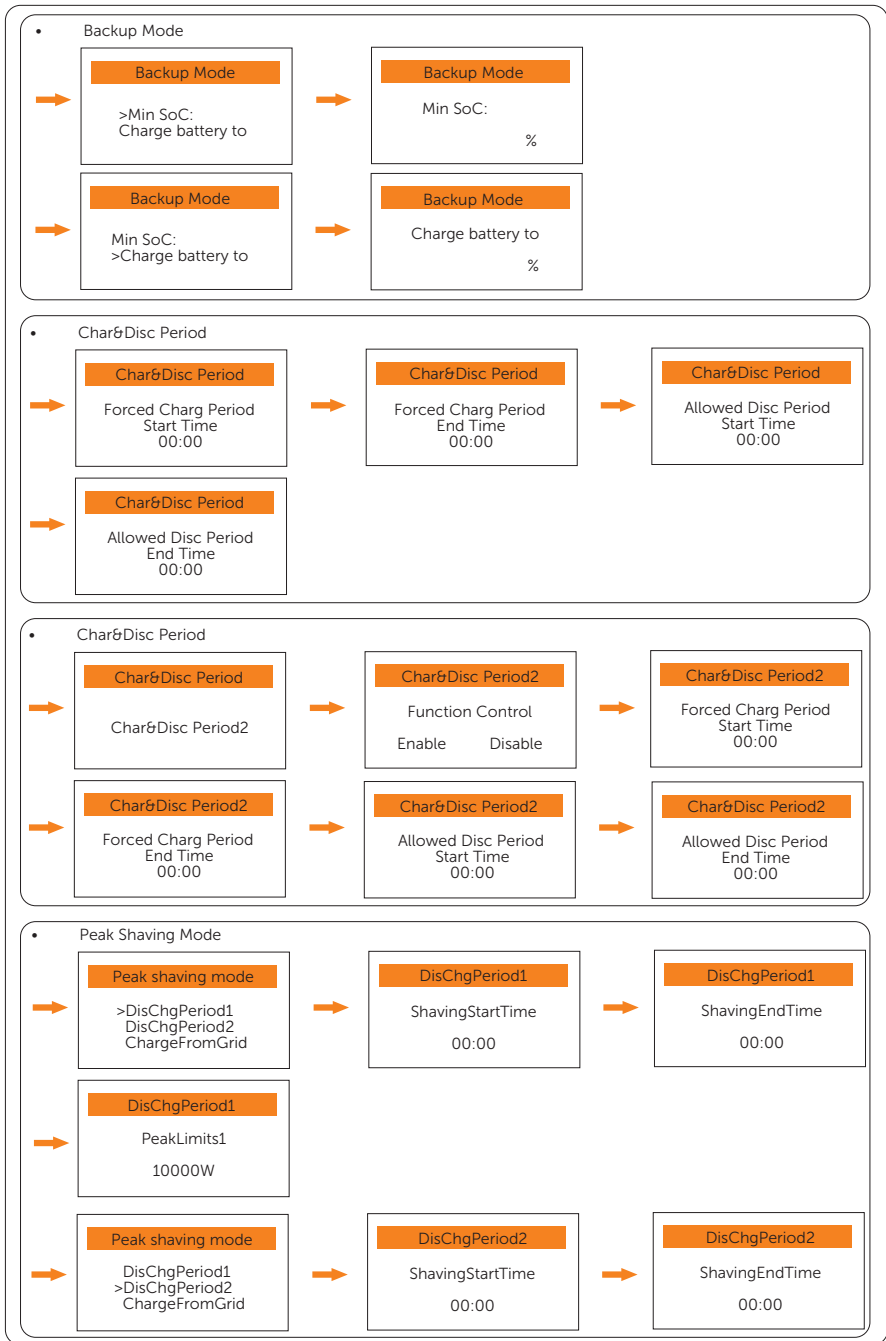 • Backup Mode
Backup Mode
>Min SoC:
Charge battery to
Backup Mode
Min SoC:
%
Backup Mode
Min SoC:
>Charge battery to
Backup Mode
Charge battery to
%
• Char&Disc Period
Char&Disc Period
Forced Charg Period
Start Time
00:00
Char&Disc Period
Forced Charg Period
End Time
00:00
Char&Disc Period
Allowed Disc Period
Start Time
00:00
Char&Disc Period
Allowed Disc Period
End Time
00:00
• Char&Disc Period
Char&Disc Period
Char&Disc Period2
Char&Disc Period2
Function Control
Enable Disable
Char&Disc Period2
Forced Charg Period
Start Time
00:00
Char&Disc Period2
Forced Charg Period
End Time
00:00
Char&Disc Period2
Allowed Disc Period
Start Time
00:00
Char&Disc Period2
Allowed Disc Period
End Time
00:00
• Peak Shaving Mode
Peak shaving mode
>DisChgPeriod1
DisChgPeriod2
ChargeFromGrid
DisChgPeriod1
ShavingStartTime
00:00
DisChgPeriod1
ShavingEndTime
00:00
DisChgPeriod1
PeakLimits1
10000W
Peak shaving mode
DisChgPeriod1
>DisChgPeriod2
ChargeFromGrid
DisChgPeriod2
ShavingStartTime
00:00
DisChgPeriod2
ShavingEndTime
00:00